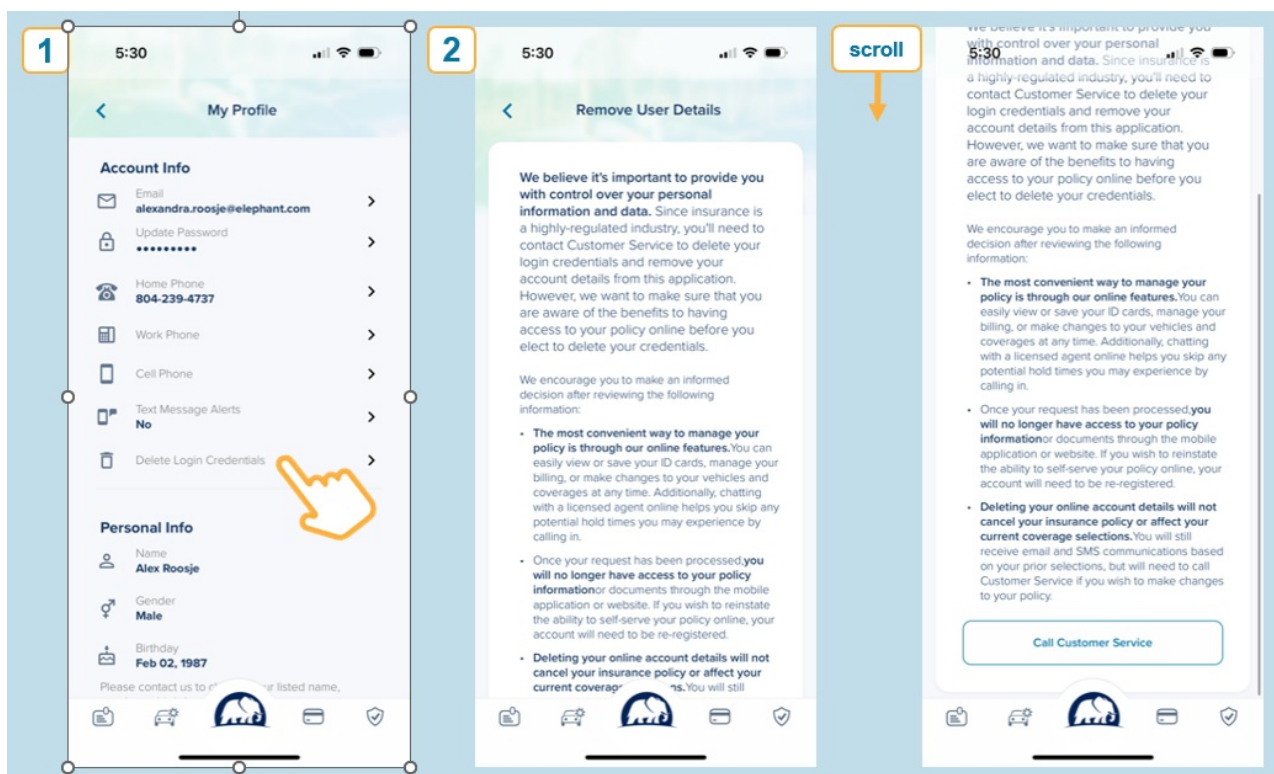 1
5:30
My Profile
Account Info
Email
alexandra.roosje@elephant.com
Update Password
•••••••••
Home Phone
804-239-4737
Work Phone
Cell Phone
Text Message Alerts
No
Delete Login Credentials
Personal Info
Name
Alex Roosje
Gender
Male
Birthday
Feb 02, 1987
Please contact us to listed name,
2
5:30
Remove User Details
We believe it's important to provide you
with control over your personal
information and data. Since insurance is
a highly-regulated industry, you'll need to
contact Customer Service to delete your
login credentials and remove your
account details from this application.
However, we want to make sure that you
are aware of the benefits to having
access to your policy online before you
elect to delete your credentials.
We encourage you to make an informed
decision after reviewing the following
information:
• The most convenient way to manage your
policy is through our online features.You can
easily view or save your ID cards, manage your
billing, or make changes to your vehicles and
coverages at any time. Additionally, chatting
with a licensed agent online helps you skip any
potential hold times you may experience by
calling in.
• Once your request has been processed,you
will no longer have access to your policy
informationor documents through the mobile
application or website. If you wish to reinstate
the ability to self-serve your policy online, your
account will need to be re-registered.
• Deleting your online account details will not
cancel your insurance policy or affect your
current You will still
scroll
We believe it's important to provide you
with control over your personal
5:30
information and data. Since insurance is
a highly-regulated industry, you'll need to
contact Customer Service to delete your
login credentials and remove your
account details from this application.
However, we want to make sure that you
are aware of the benefits to having
access to your policy online before you
elect to delete your credentials.
We encourage you to make an informed
decision after reviewing the following
information:
• The most convenient way to manage your
policy is through our online features.You can
easily view or save your ID cards, manage your
billing, or make changes to your vehicles and
coverages at any time. Additionally, chatting
with a licensed agent online helps you skip any
potential hold times you may experience by
calling in.
• Once your request has been processed,you
will no longer have access to your policy
informationor documents through the mobile
application or website. If you wish to reinstate
the ability to self-serve your policy online, your
account will need to be re-registered.
• Deleting your online account details will not
cancel your insurance policy or affect your
current coverage selections.You will still
receive email and SMS communications based
on your prior selections, but will need to call
Customer Service if you wish to make changes
to your policy.
Call Customer Service